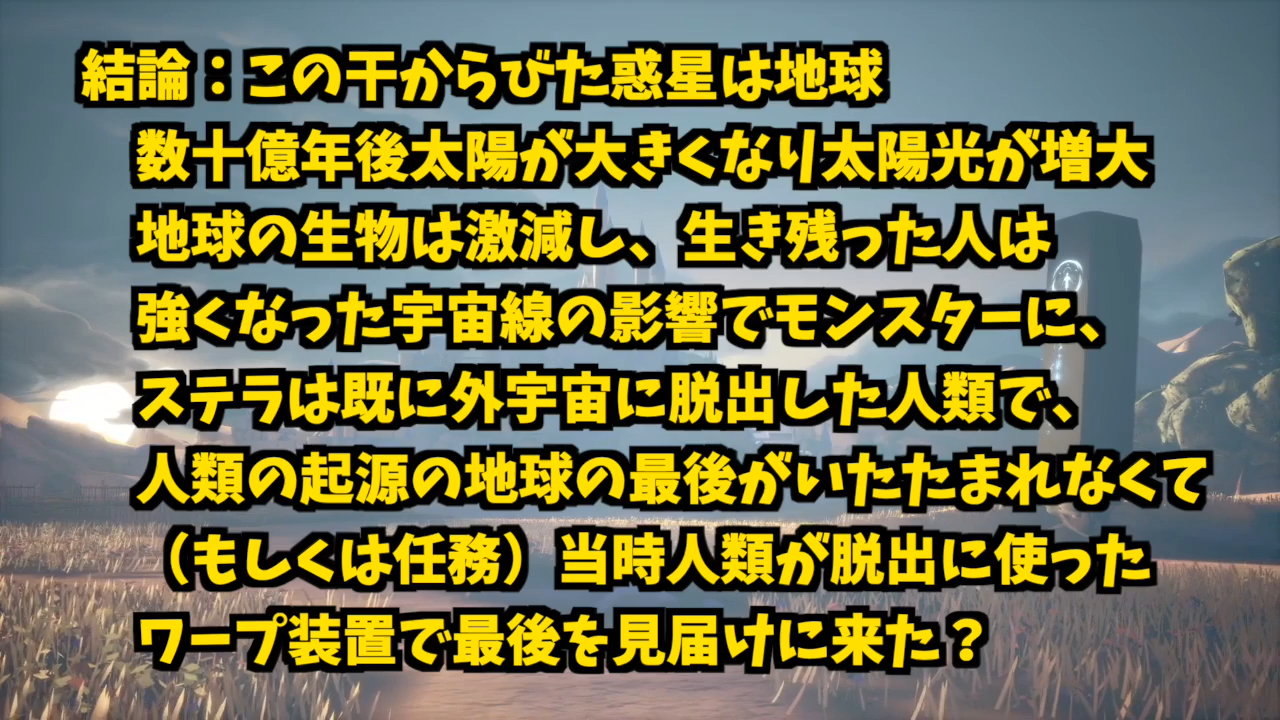 結論：この干からびた惑星は地球
数十億年後太陽が大きくなり太陽光が増大
地球の生物は激減し、生き残った人は
強くなった宇宙線の影響でモンスターに、
ステラは既に外宇宙に脱出した人類で、
人類の起源の地球の最後がいたたまれなくて
（もしくは任務）当時人類が脱出に使った
ワープ装置で最後を見届けに来た？